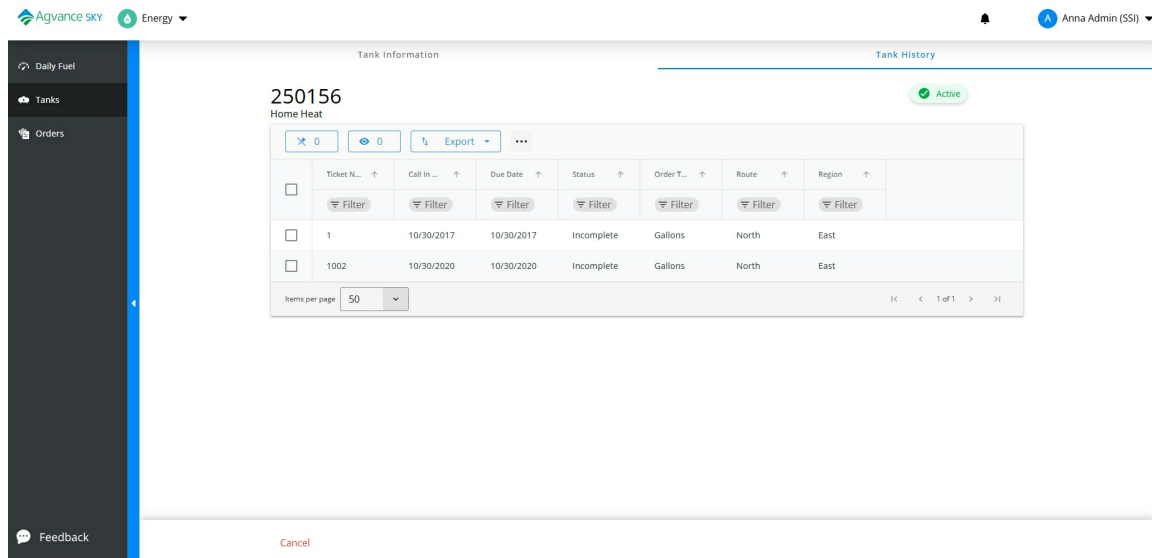 Agvance SKY Energy Anna Admin (SSI)
A
Daily Fuel
Tanks
Orders
Tank Information Tank History
250156
Home Heat
Active
0 0 Export ...
Ticket N... Call In ... Due Date Status Order T... Route Region
Filter Filter Filter Filter Filter Filter Filter
1 10/30/2017 10/30/2017 Incomplete Gallons North East
1002 10/30/2020 10/30/2020 Incomplete Gallons North East
Items per page 50 1 of 1
Feedback
Cancel